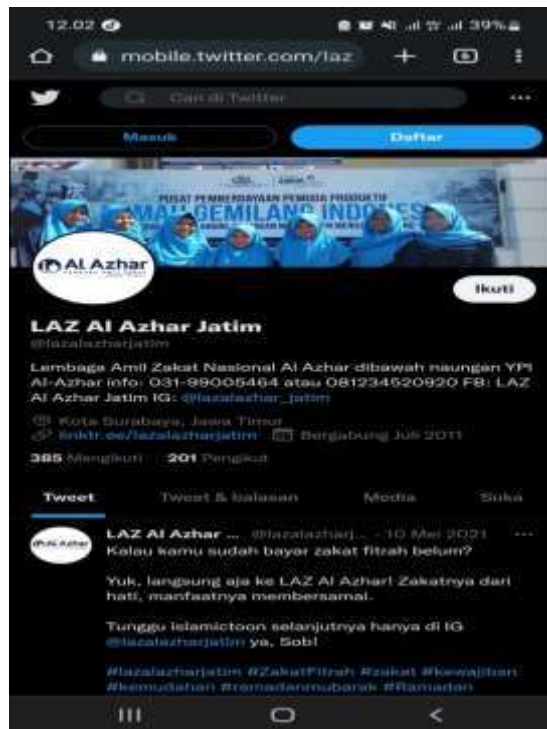 12.02
39%
mobile.twitter.com/laz
6
Cari di Twitter
Masuk
Daftar
PUSAT PEMBERDAYAAN PEMUDA PRODUKTIF
GEMILANG INDONES
Al Azhar
Ikuti
LAZ Al Azhar Jatim
@lazalazharjatim
Lembaga Amil Zakat Nasional Al Azhar dibawah naungan YPI
Al-Azhar info: 031-99005464 atau 081234520920 FB: LAZ
Al Azhar Jatim IG: @lazalazhar_jatim
Kota Surabaya, Jawa Timur
linktr.ee/lazalazharjatim Bergabung Juli 2011
385 Mengikuti 201 Pengikut
Tweet Tweet & balasan Media Suka
Al Azhar
LAZ Al Azhar ... @lazalazharj... · 10 Mei 2021
Kalau kamu sudah bayar zakat fitrah belum?
Yuk, langsung aja ke LAZ Al Azhar! Zakatnya dari
hati, manfaatnya membersamai.
Tunggu islamictoon selanjutnya hanya di IG
@lazalazharjatim ya, Sob!
#lazalazharjatim #ZakatFitrah #zakat #kewajiban
#kemudahan #ramadanmubarak #Ramadan